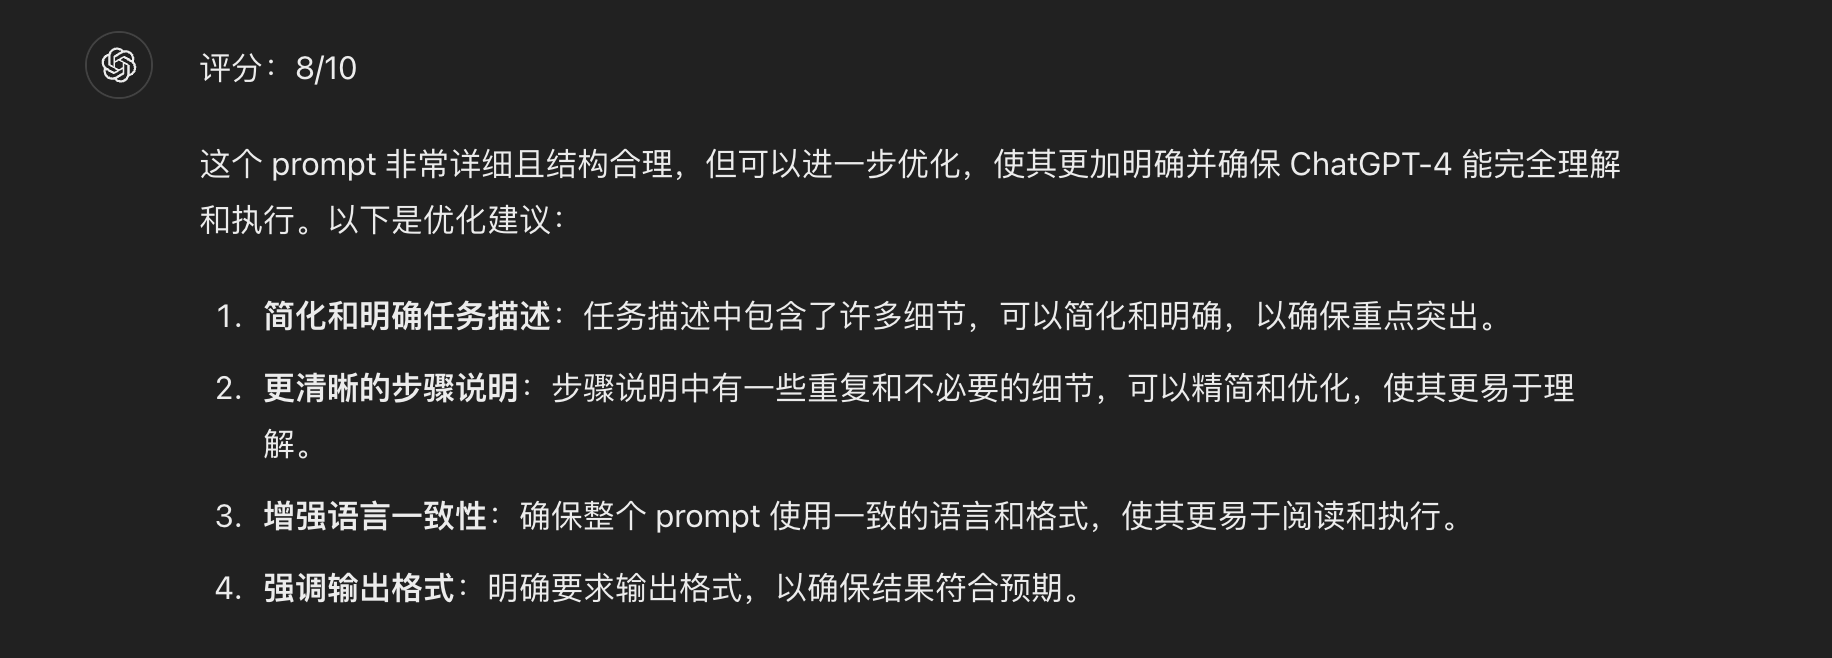 评分：8/10
这个 prompt 非常详细且结构合理，但可以进一步优化，使其更加明确并确保 ChatGPT-4 能完全理解
和执行。以下是优化建议：
1. 简化和明确任务描述：任务描述中包含了许多细节，可以简化和明确，以确保重点突出。
2. 更清晰的步骤说明：步骤说明中有一些重复和不必要的细节，可以精简和优化，使其更易于理
解。
3. 增强语言一致性：确保整个 prompt 使用一致的语言和格式，使其更易于阅读和执行。
4. 强调输出格式：明确要求输出格式，以确保结果符合预期。